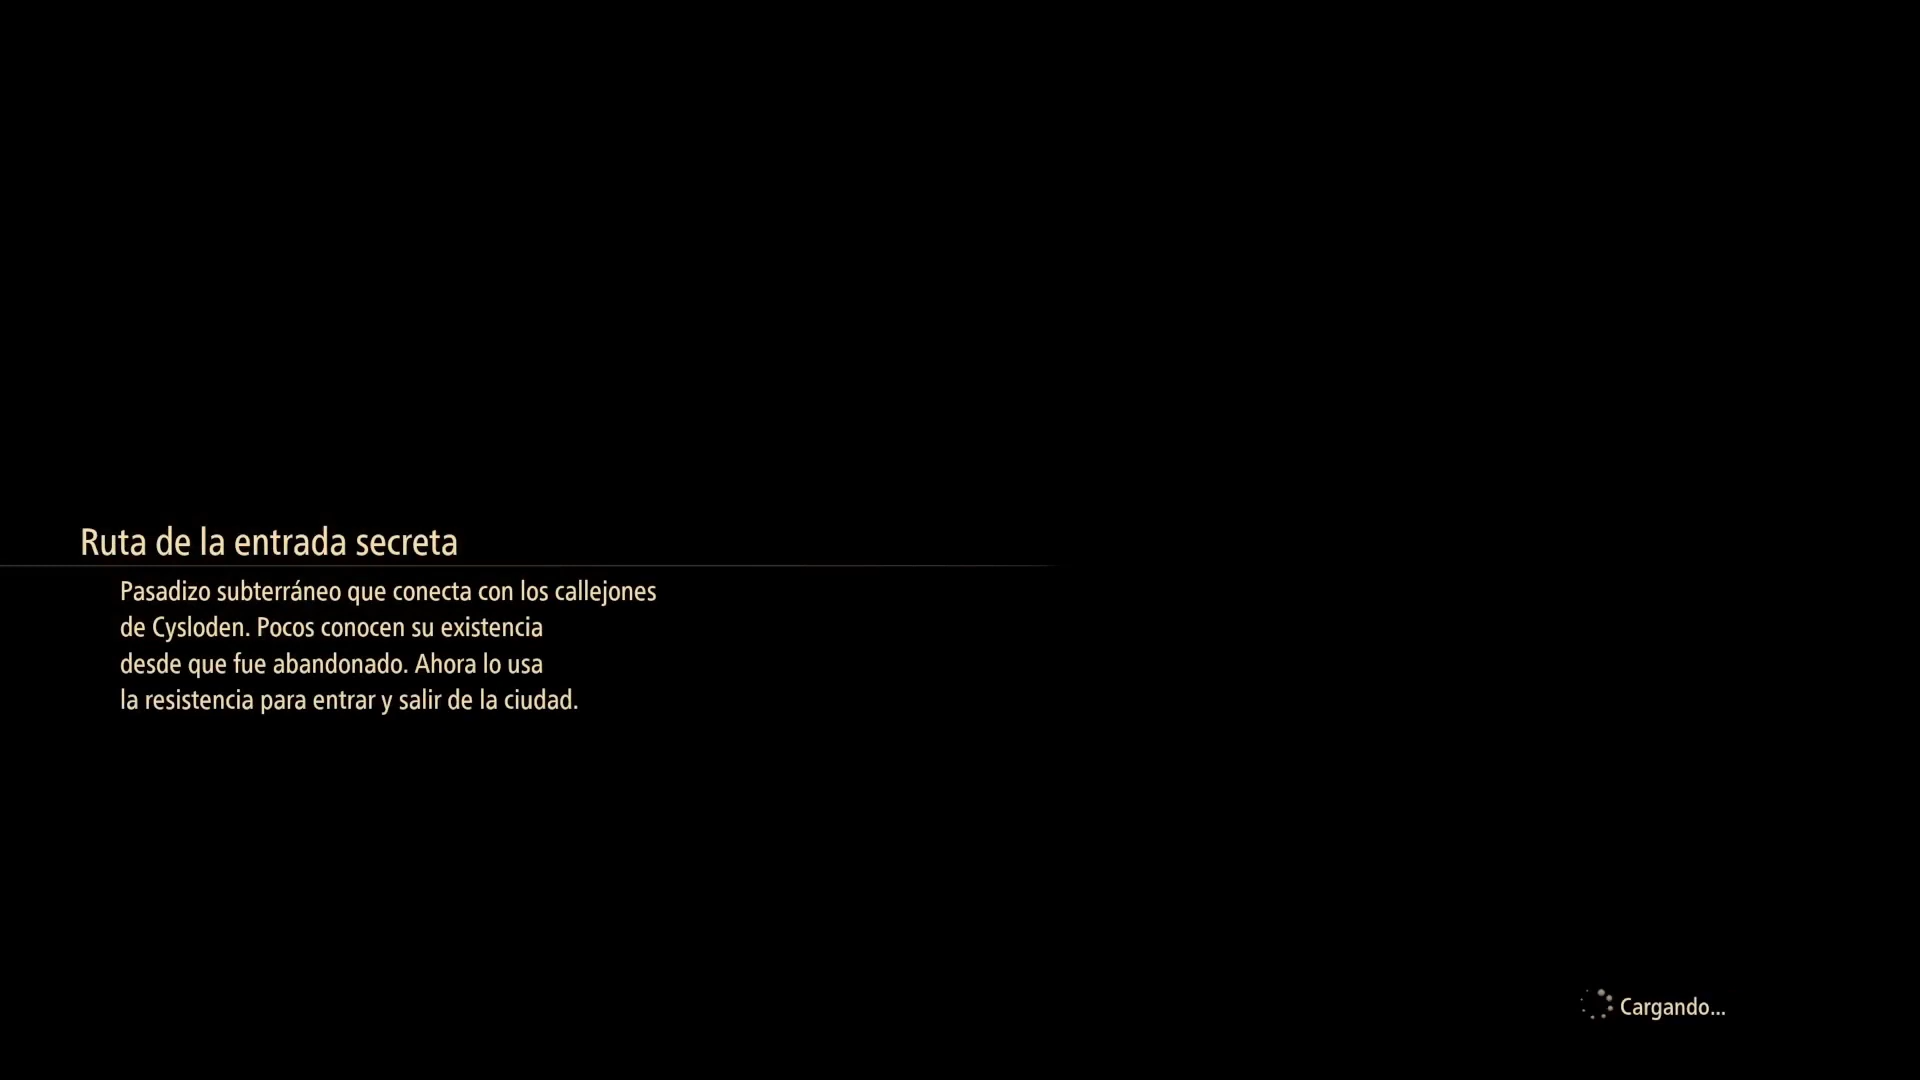 Ruta de la entrada secreta
Pasadizo subterráneo que conecta con los callejones
de Cysloden. Pocos conocen su existencia
desde que fue abandonado. Ahora lo usa
la resistencia para entrar y salir de la ciudad.
Cargando...